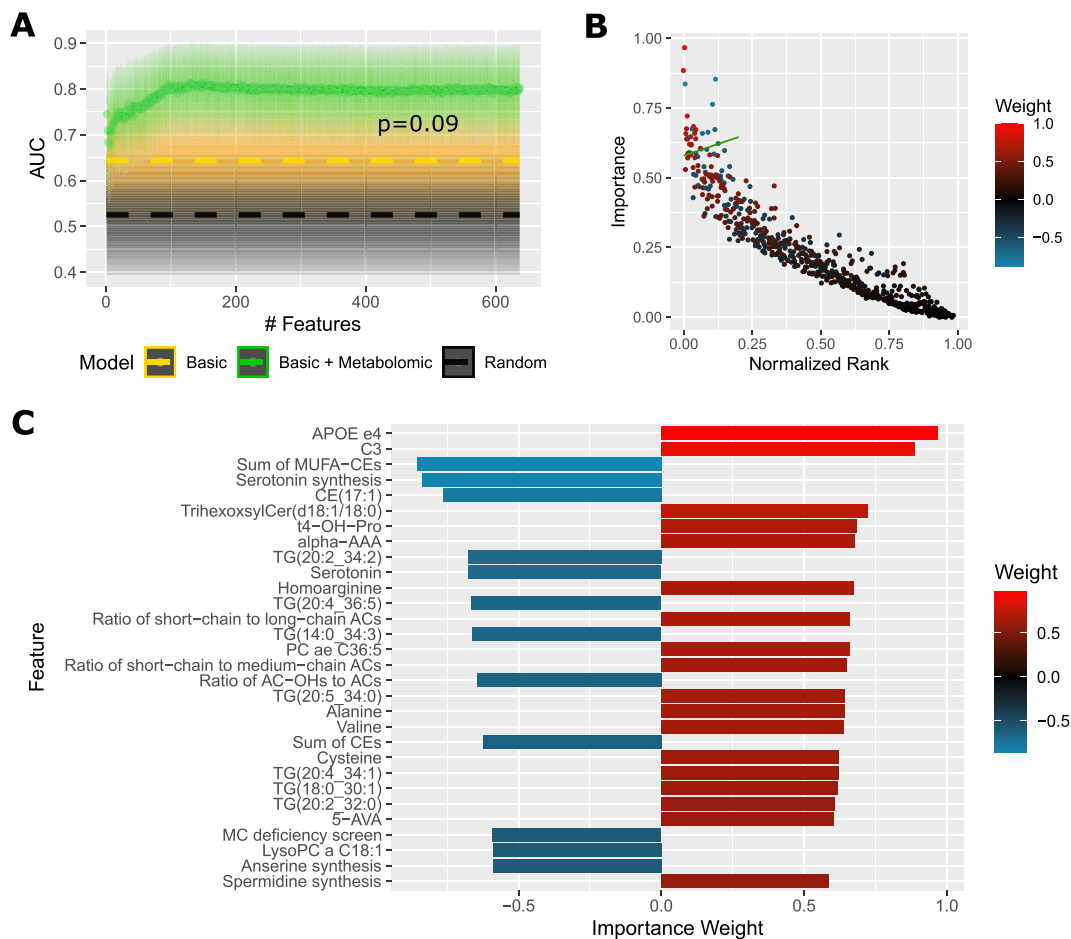 A
AUC
0.9
0.8
0.7
0.6
0.5
0.4
p=0.09
0
200
400
600
# Features
Model
Basic
Basic + Metabolomic
Random
B
Importance
1.00
0.75
0.50
0.25
0.00
0.00
0.25
0.50
0.75
1.00
Normalized Rank
Weight
1.0
0.5
0.0
−0.5
C
Feature
APOE e4
C3
Sum of MUFA−CEs
Serotonin synthesis
CE(17:1)
TrihexoxsylCer(d18:1/18:0)
t4−OH−Pro
alpha−AAA
TG(20:2_34:2)
Serotonin
Homoarginine
TG(20:4_36:5)
Ratio of short−chain to long−chain ACs
TG(14:0_34:3)
PC ae C36:5
Ratio of short−chain to medium−chain ACs
Ratio of AC−OHs to ACs
TG(20:5_34:0)
Alanine
Valine
Sum of CEs
Cysteine
TG(20:4_34:1)
TG(18:0_30:1)
TG(20:2_32:0)
5−AVA
MC deficiency screen
LysoPC a C18:1
Anserine synthesis
Spermidine synthesis
−0.5
0.0
0.5
1.0
Importance Weight
Weight
0.5
0.0
−0.5